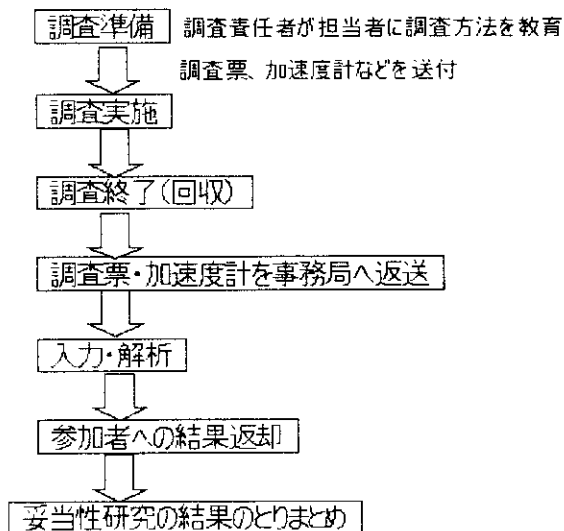 調査準備 調査責任者が担当者に調査方法を教育
調査票、加速度計などを送付
調査実施
調査終了(回収)
調査票・加速度計を事務局へ返送
入力・解析
参加者への結果返却
妥当性研究の結果のとりまとめ